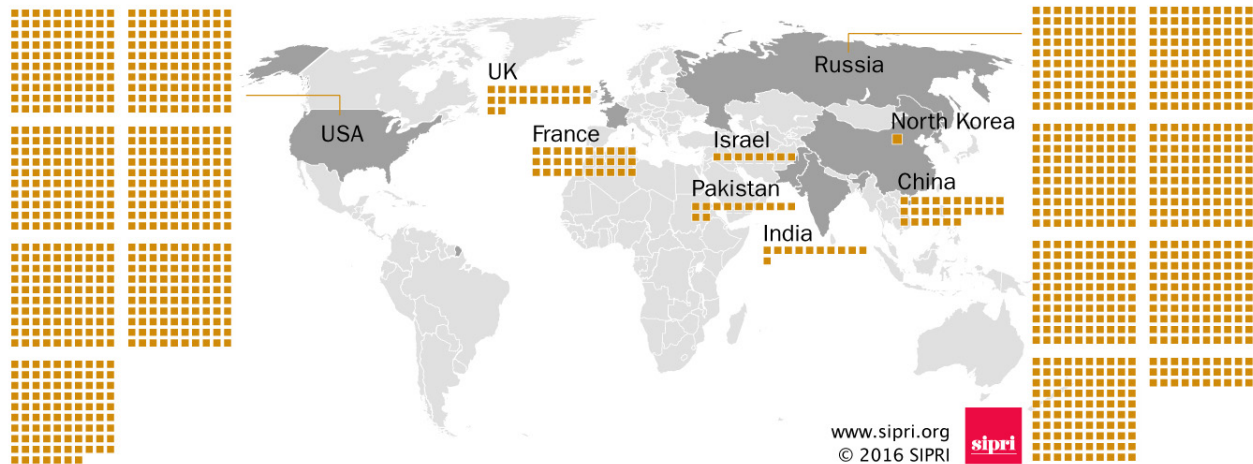 UK
Russia
USA
North Korea
France
Israel
China
Pakistan
India
www.sipri.org
© 2016 SIPRI
sipri